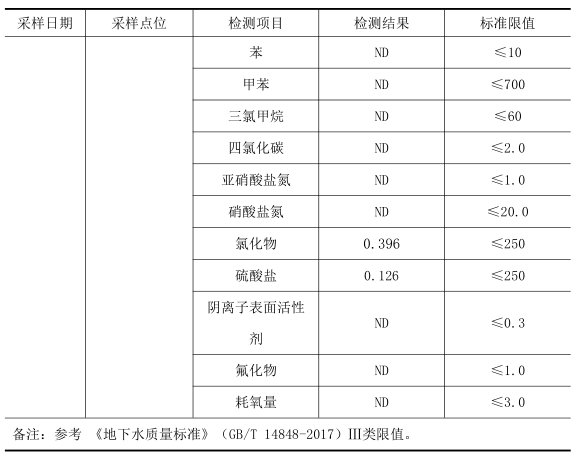 采样日期 采样点位 检测项目 检测结果 标准限值
苯 ND ≤10
甲苯 ND ≤700
三氯甲烷 ND ≤60
四氯化碳 ND ≤2.0
亚硝酸盐氮 ND ≤1.0
硝酸盐氮 ND ≤20.0
氯化物 0.396 ≤250
硫酸盐 0.126 ≤250
阴离子表面活性
剂 ND ≤0.3
氟化物 ND ≤1.0
耗氧量 ND ≤3.0
备注：参考 《地下水质量标准》（GB/T 14848-2017）Ⅲ类限值。